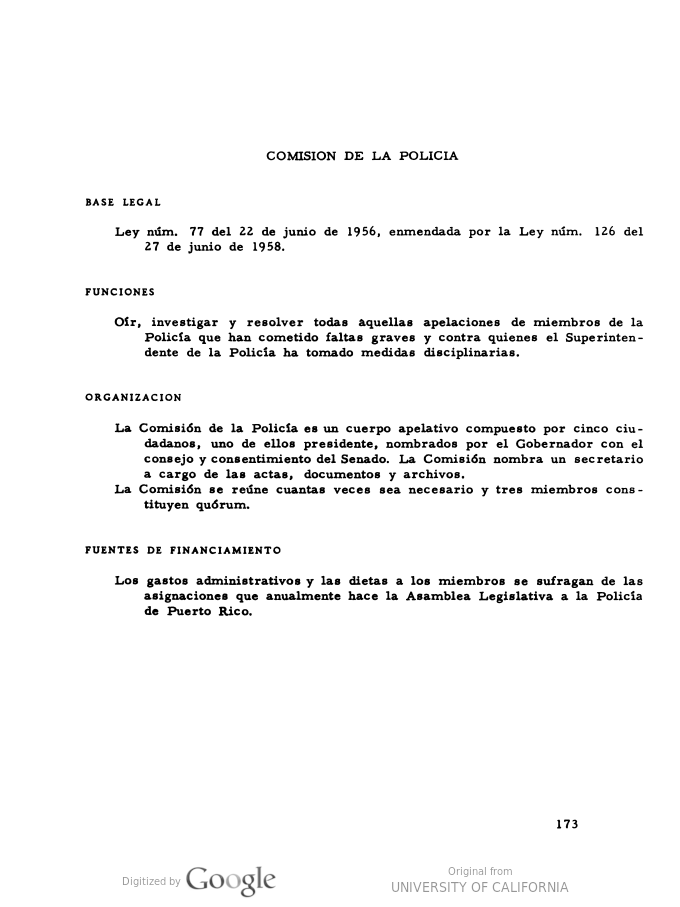 COMISION DE LA POLICIA
BASE LEGAL
Ley núm. 77 del 22 de junio de 1956, enmendada por la Ley núm. 126 del
27 de junio de 1958.
FUNCIONES
Oír, investigar y resolver todas aquellas apelaciones de miembros de la
Policía que han cometido faltas graves y contra quienes el Superinten-
dente de la Policía ha tomado medidas disciplinarias.
ORGANIZACION
La Comisión de la Policía es un cuerpo apelativo compuesto por cinco ciu-
dadanos, uno de ellos presidente, nombrados por el Gobernador con el
consejo y consentimiento del Senado. La Comisión nombra un secretario
a cargo de las actas, documentos y archivos.
La Comisión se reúne cuantas veces sea necesario y tres miembros cons-
tituyen quórum.
FUENTES DE FINANCIAMIENTO
Los gastos administrativos y las dietas a los miembros se sufragan de las
asignaciones que anualmente hace la Asamblea Legislativa a la Policía
de Puerto Rico.
173
Digitized by Google
Original from
UNIVERSITY OF CALIFORNIA